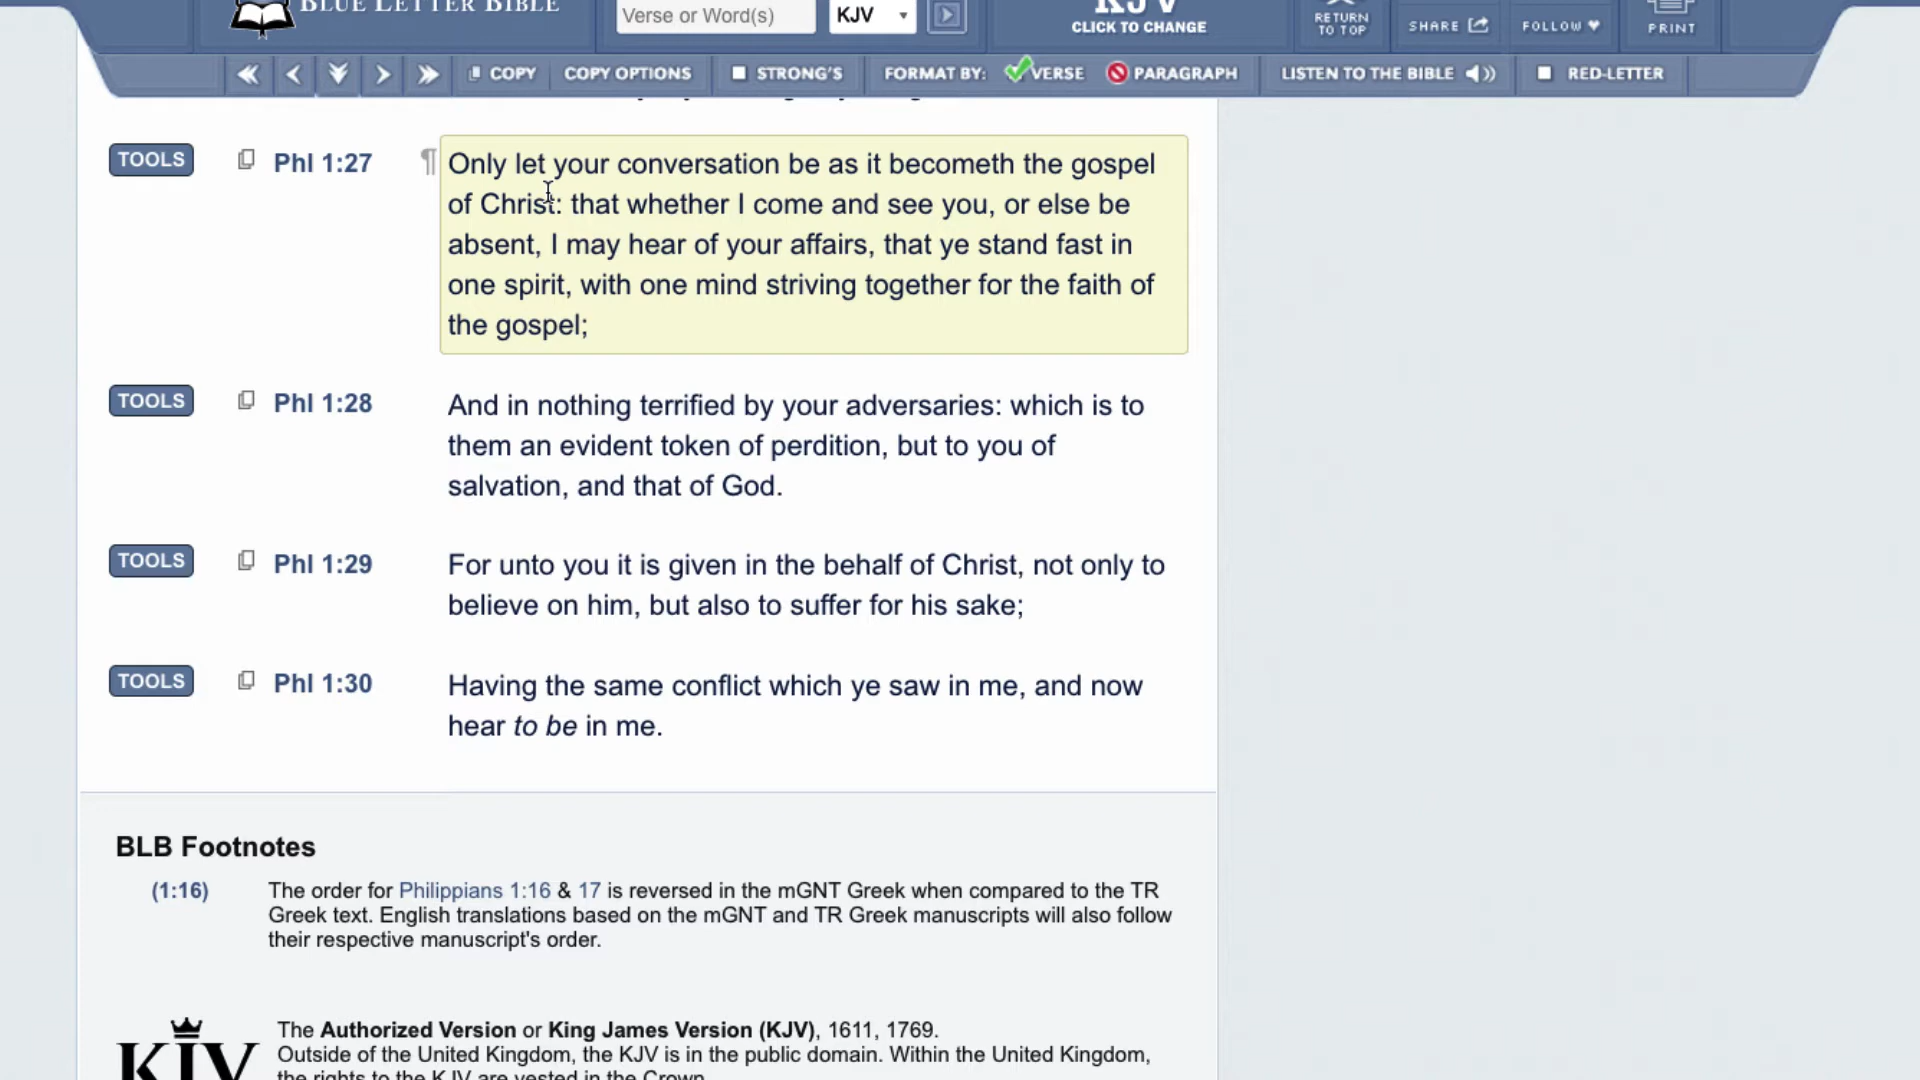 BLUE LETTER BIBLE
Verse or Word(s)
KJV
KJV
CLICK TO CHANGE
RETURN
TO TOP
SHARE
FOLLOW
PRINT
COPY
COPY OPTIONS
STRONG'S
FORMAT BY:
VERSE
PARAGRAPH
LISTEN TO THE BIBLE
RED-LETTER
TOOLS
Phl 1:27
¶
Only let your conversation be as it becometh the gospel
of Christ: that whether I come and see you, or else be
absent, I may hear of your affairs, that ye stand fast in
one spirit, with one mind striving together for the faith of
the gospel;
TOOLS
Phl 1:28
And in nothing terrified by your adversaries: which is to
them an evident token of perdition, but to you of
salvation, and that of God.
TOOLS
Phl 1:29
For unto you it is given in the behalf of Christ, not only to
believe on him, but also to suffer for his sake;
TOOLS
Phl 1:30
Having the same conflict which ye saw in me, and now
hear to be in me.
BLB Footnotes
(1:16)
The order for Philippians 1:16 & 17 is reversed in the mGNT Greek when compared to the TR
Greek text. English translations based on the mGNT and TR Greek manuscripts will also follow
their respective manuscript's order.
KJV
The Authorized Version or King James Version (KJV), 1611, 1769.
Outside of the United Kingdom, the KJV is in the public domain. Within the United Kingdom,
the rights to the KJV are vested in the Crown.